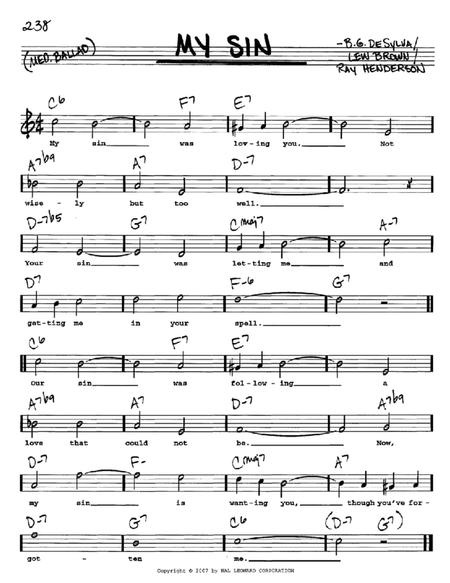 238
MY SIN
(MED. BALLAD)
-B.G. DeSYLVA/
LEW BROWN/
RAY HENDERSON
C6 F7 E7
My sin was lov-ing you. Not
A7b9 A7 D-7
wise - ly but too well.
D-7b5 G7 Cmaj7 A-7
Your sin was let-ting me and
D7 F-6 G7
get-ting me in your spell.
C6 F7 E7
Our sin was fol-low-ing a
A7 A7b9 A7 D-7 A7b9
love that could not be. Now,
D-7 F- Cmaj7 A7
my sin is want-ing you, though you've for-
D-7 G7 C6 (D-7 G7)
got - ten me.
Copyright © 2007 by HAL LEONARD CORPORATION